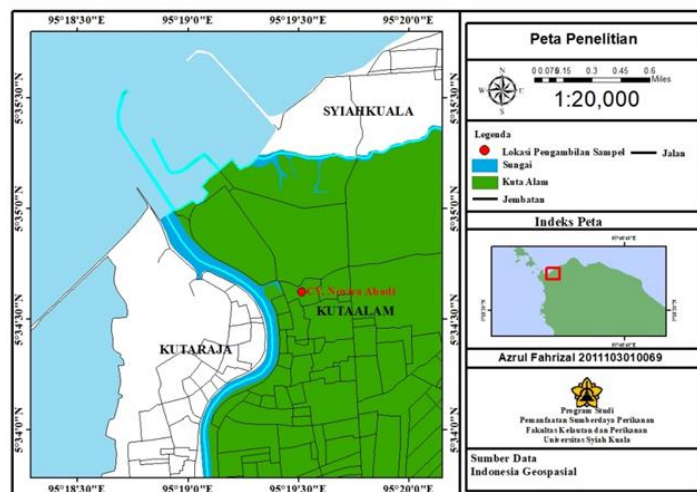 95°18'30"E 95°19'0"E 95°19'30"E 95°20'0"E
5°35'30"N
5°35'0"N
5°34'30"N
5°34'0"N
SYIAHKUALA
CV. Nagara Abadi
KUTAALAM
KUTARAJA
5°35'30"N
5°35'0"N
5°34'30"N
5°34'0"N
95°18'30"E 95°19'0"E 95°19'30"E 95°20'0"E
Peta Penelitian
N
W E
S
0 0.075 0.15 0.3 0.45 0.6
Miles
1:20,000
Legenda
Lokasi Pengambilan Sampel Jalan
Sungai
Kuta Alam
Jembatan
Indeks Peta
Azrul Fahrizal 2011103010069
Program Studi
Pemanfaatan Sumberdaya Perikanan
Fakultas Kelautan dan Perikanan
Universitas Syiah Kuala
Sumber Data
Indonesia Geospasial